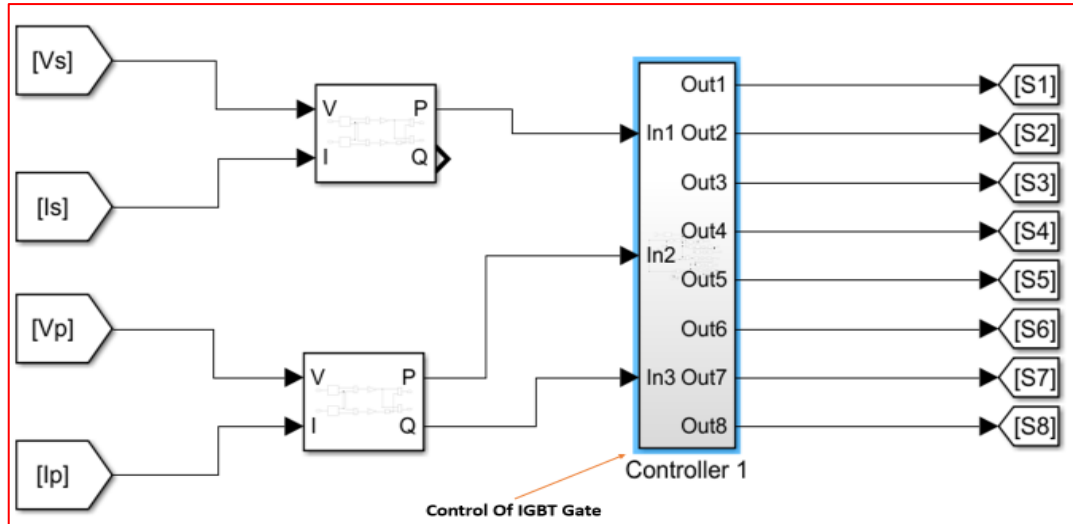 [Vs]
[Is]
[Vp]
[Ip]
V P
I Q
V P
I Q
In1
In2
In3
Out1
Out2
Out3
Out4
Out5
Out6
Out7
Out8
Controller 1
[S1]
[S2]
[S3]
[S4]
[S5]
[S6]
[S7]
[S8]
Control Of IGBT Gate